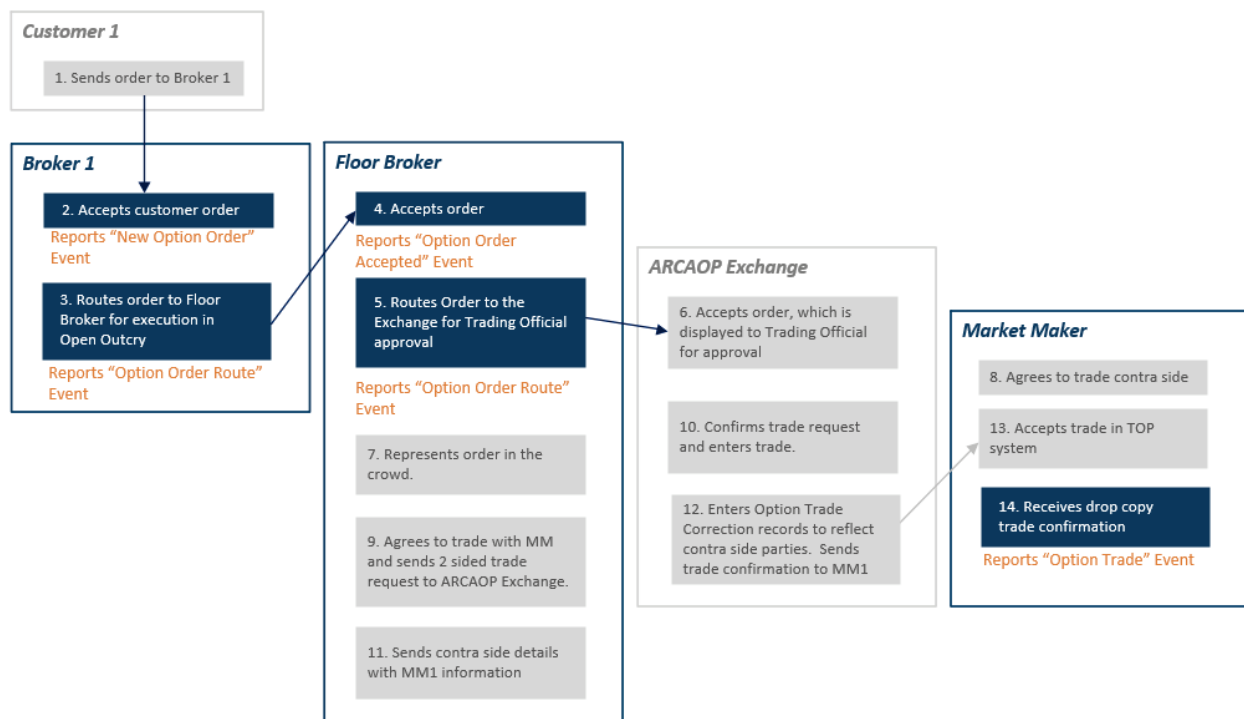 Customer 1
1. Sends order to Broker 1
Broker 1
2. Accepts customer order
Reports “New Option Order”
Event
3. Routes order to Floor
Broker for execution in
Open Outcry
Reports “Option Order Route”
Event
Floor Broker
4. Accepts order
Reports “Option Order
Accepted” Event
5. Routes Order to the
Exchange for Trading Official
approval
Reports “Option Order Route”
Event
7. Represents order in the
crowd.
9. Agrees to trade with MM
and sends 2 sided trade
request to ARCAOP Exchange.
11. Sends contra side details
with MM1 information
ARCAOP Exchange
6. Accepts order, which is
displayed to Trading Official
for approval
10. Confirms trade request
and enters trade.
12. Enters Option Trade
Correction records to reflect
contra side parties.  Sends
trade confirmation to MM1
Market Maker
8. Agrees to trade contra side
13. Accepts trade in TOP
system
14. Receives drop copy
trade confirmation
Reports “Option Trade” Event